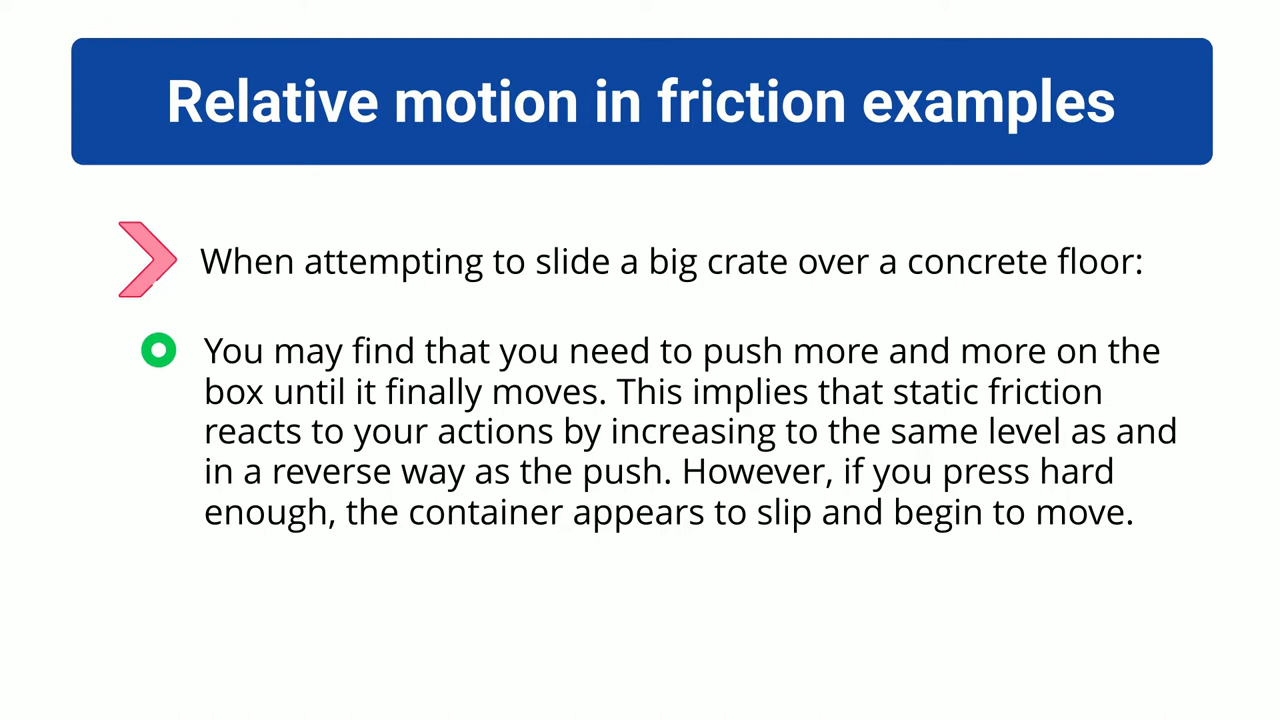 Relative motion in friction examples
When attempting to slide a big crate over a concrete floor:
You may find that you need to push more and more on the
box until it finally moves. This implies that static friction
reacts to your actions by increasing to the same level as and
in a reverse way as the push. However, if you press hard
enough, the container appears to slip and begin to move.